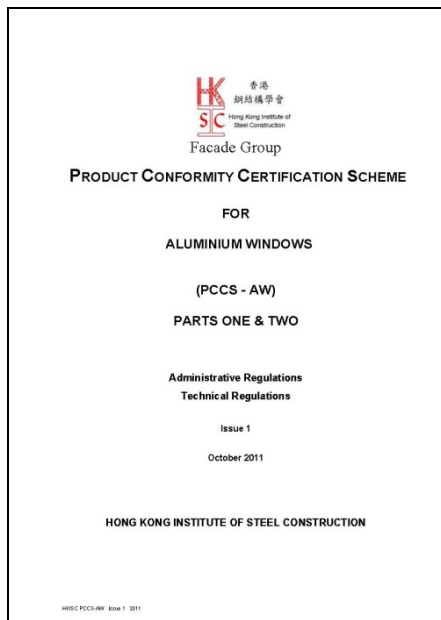 HK
SC
香港
鋼結構學會
Hong Kong Institute of
Steel Construction
Facade Group
PRODUCT CONFORMITY CERTIFICATION SCHEME
FOR
ALUMINIUM WINDOWS
(PCCS - AW)
PARTS ONE & TWO
Administrative Regulations
Technical Regulations
Issue 1
October 2011
HONG KONG INSTITUTE OF STEEL CONSTRUCTION
HKISC PCCS-AW Issue 1 2011